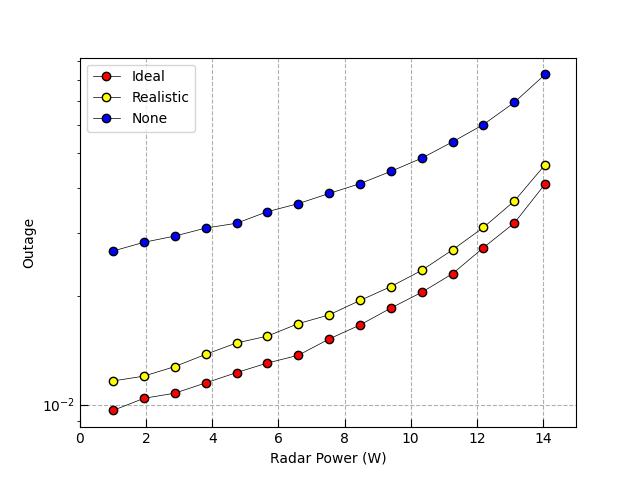 Ideal
Realistic
None
Outage
10⁻²
0 2 4 6 8 10 12 14
Radar Power (W)